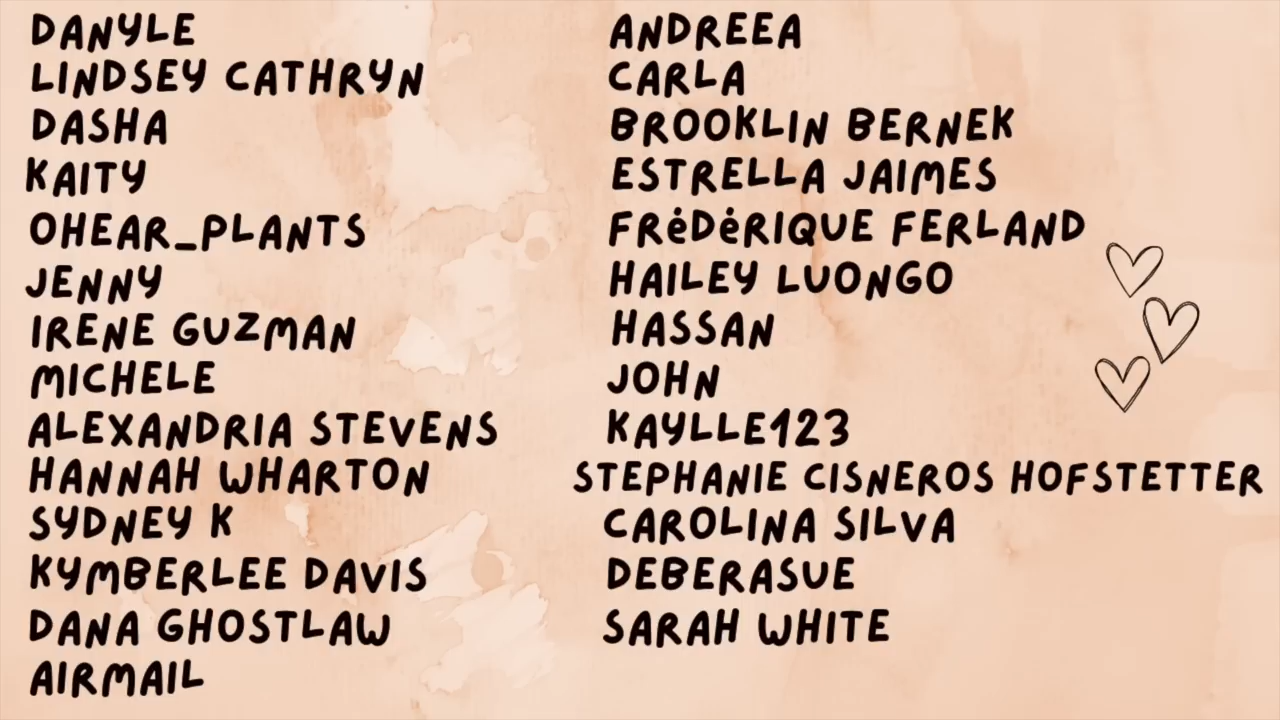 DANYLE
LINDSEY CATHRYN
DASHA
KAITY
OHEAR_PLANTS
JENNY
IRENE GUZMAN
MICHELE
ALEXANDRIA STEVENS
HANNAH WHARTON
SYDNEY K
KYMBERLEE DAVIS
DANA GHOSTLAW
AIRMAIL
ANDREEA
CARLA
BROOKLIN BERNEK
ESTRELLA JAIMES
FRėDėRIQUE FERLAND
HAILEY LUONGO
HASSAN
JOHN
KAYLLE123
STEPHANIE CISNEROS HOFSTETTER
CAROLINA SILVA
DEBERASUE
SARAH WHITE